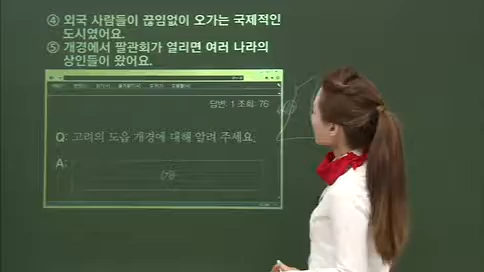 ④ 외국 사람들이 끊임없이 오가는 국제적인
도시였어요.
⑤ 개경에서 팔관회가 열리면 여러 나라의
상인들이 왔어요.
답변: 1 조회: 76
Q: 고려의 도읍 개경에 대해 알려 주세요.
A: